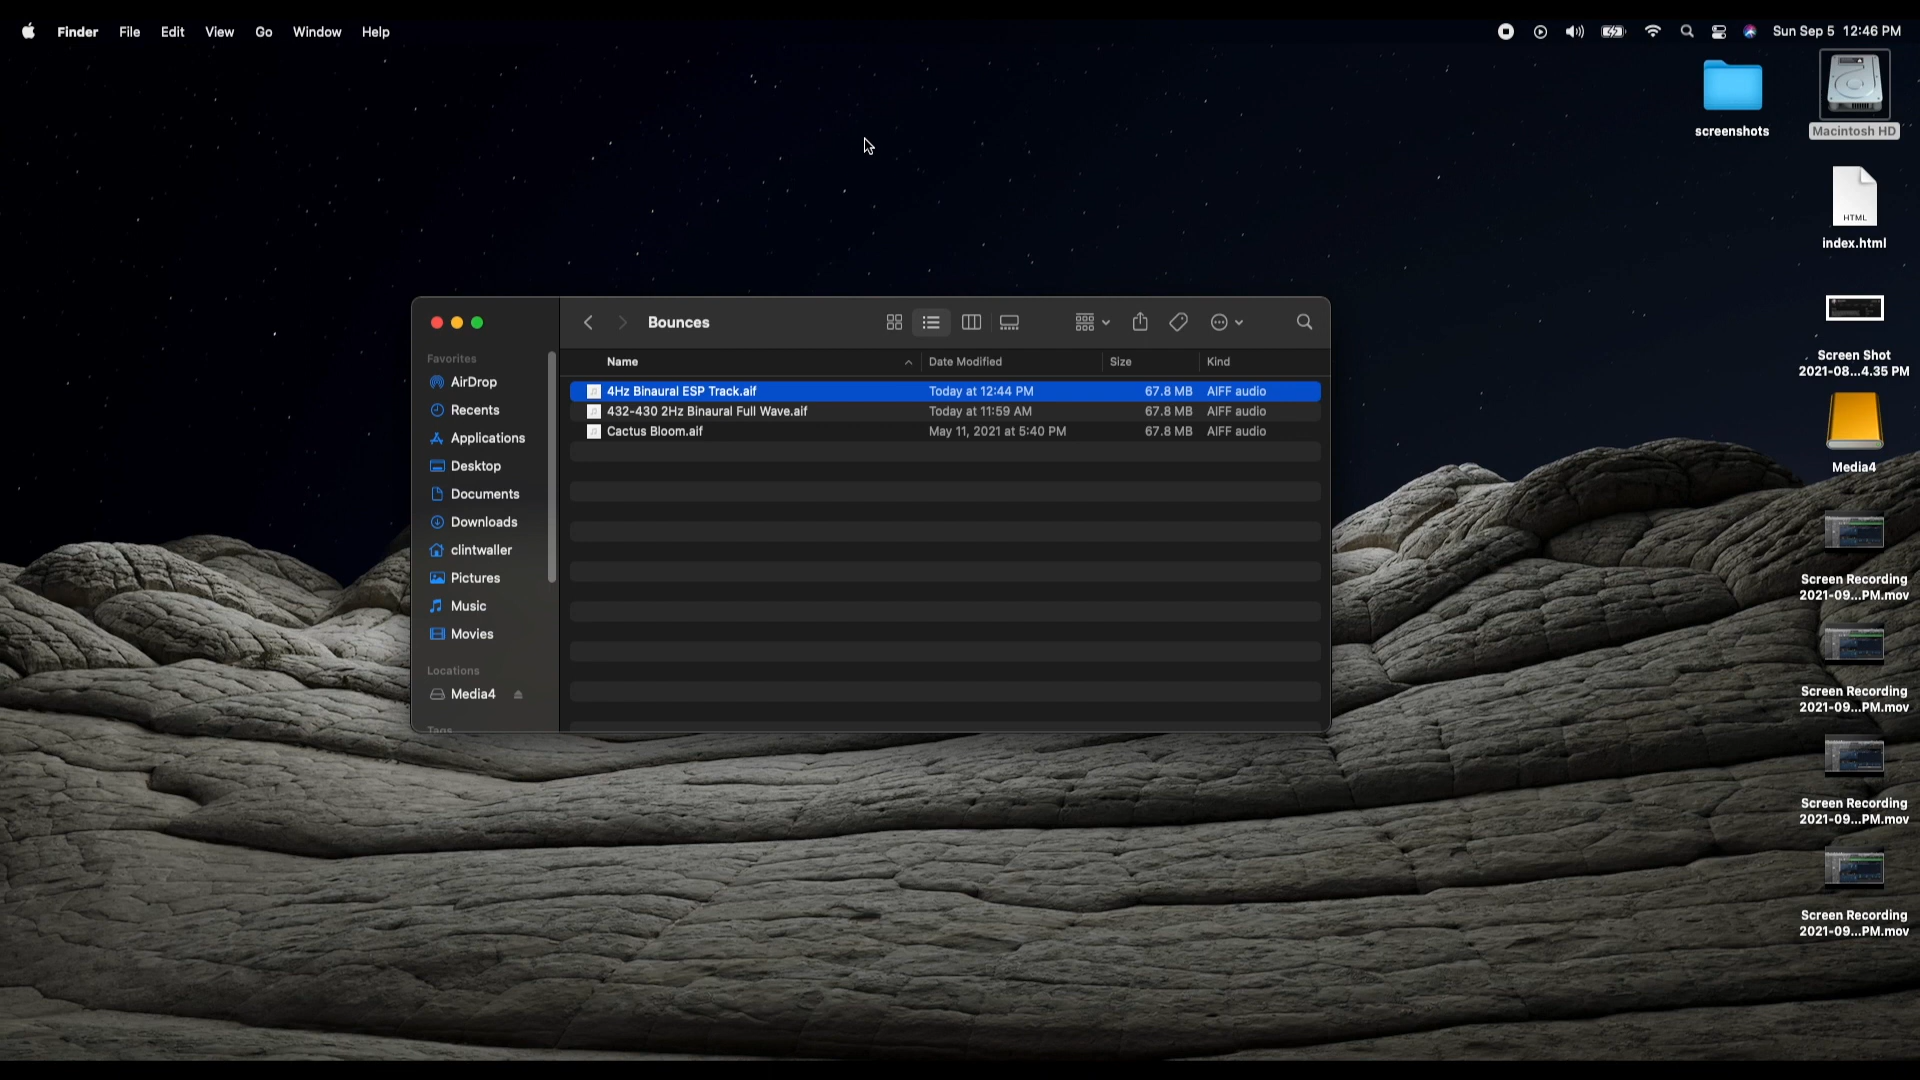 Finder File Edit View Go Window Help
Sun Sep 5 12:46 PM
screenshots
Macintosh HD
HTML
index.html
Screen Shot
2021-08...4.35 PM
Media4
Screen Recording
2021-09...PM.mov
Screen Recording
2021-09...PM.mov
Screen Recording
2021-09...PM.mov
Screen Recording
2021-09...PM.mov
Bounces
Favorites
AirDrop
Recents
Applications
Desktop
Documents
Downloads
clintwaller
Pictures
Music
Movies
Locations
Media4
Tags
Name Date Modified Size Kind
4Hz Binaural ESP Track.aif Today at 12:44 PM 67.8 MB AIFF audio
432-430 2Hz Binaural Full Wave.aif Today at 11:59 AM 67.8 MB AIFF audio
Cactus Bloom.aif May 11, 2021 at 5:40 PM 67.8 MB AIFF audio